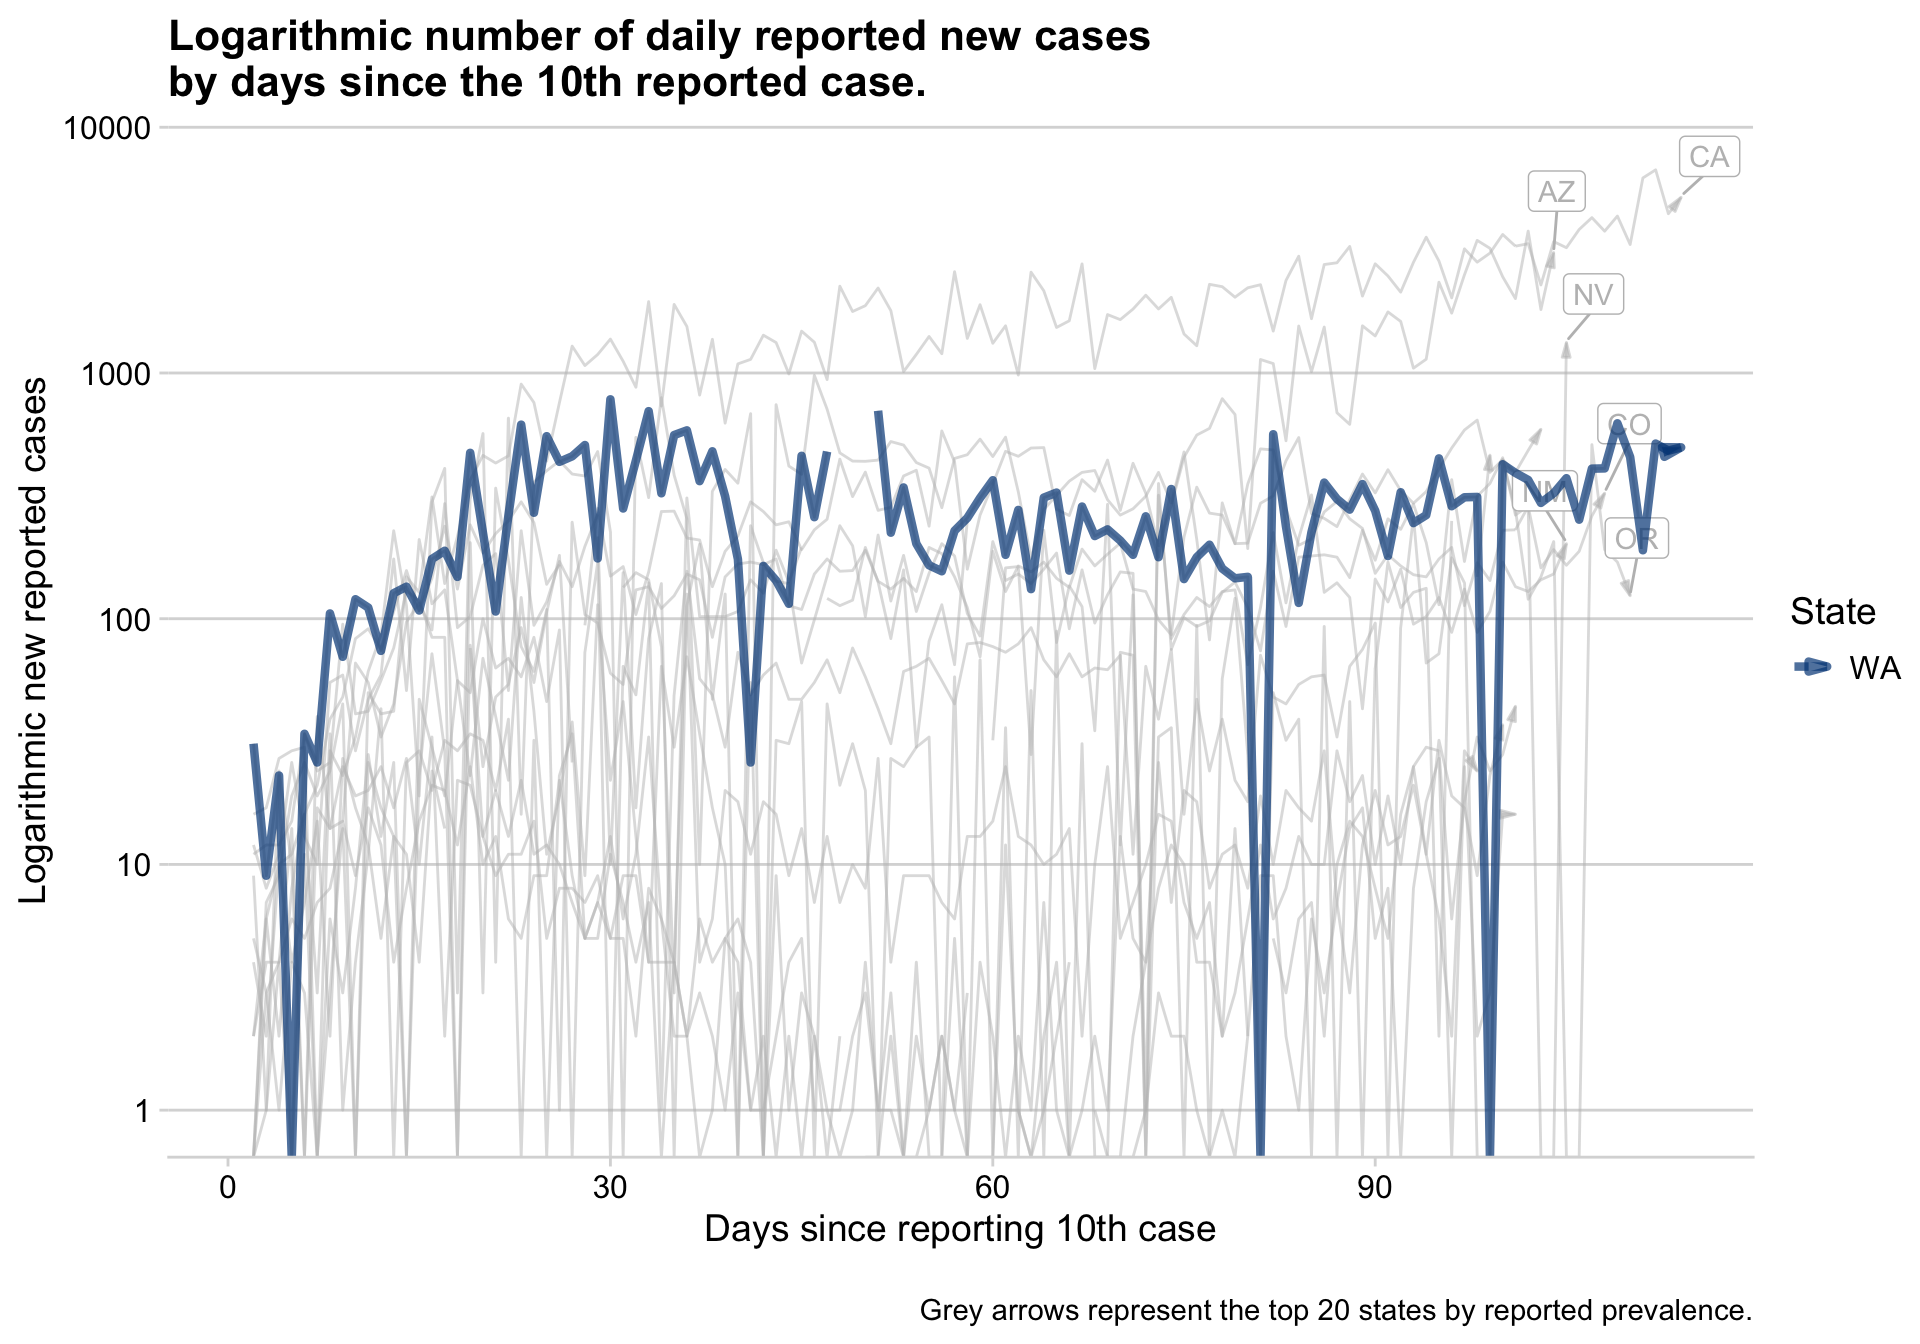 Logarithmic number of daily reported new cases
by days since the 10th reported case.
Logarithmic new reported cases
10000
1000
100
10
1
CA
AZ
NV
CO
NM
OR
State
WA
0
30
60
90
Days since reporting 10th case
Grey arrows represent the top 20 states by reported prevalence.